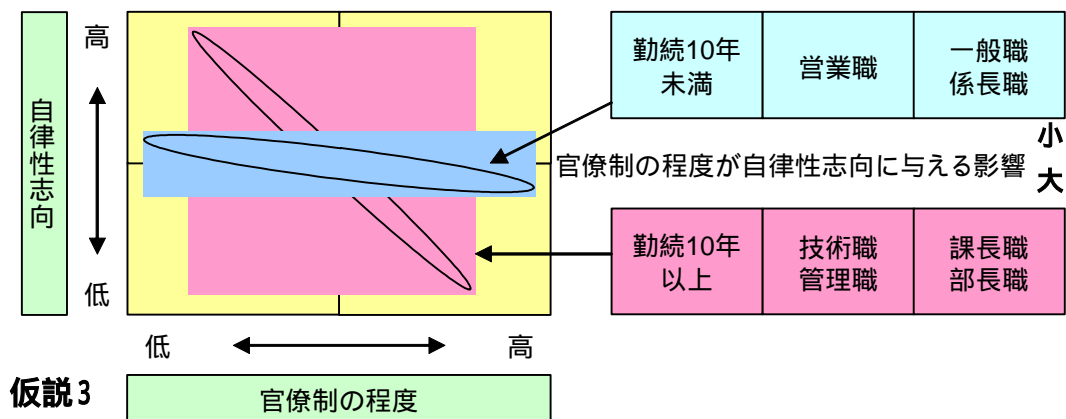 自律性志向
高
低
勤続10年
未満
営業職
一般職
係長職
小
官僚制の程度が自律性志向に与える影響
大
勤続10年
以上
技術職
管理職
課長職
部長職
低
高
仮説3
官僚制の程度